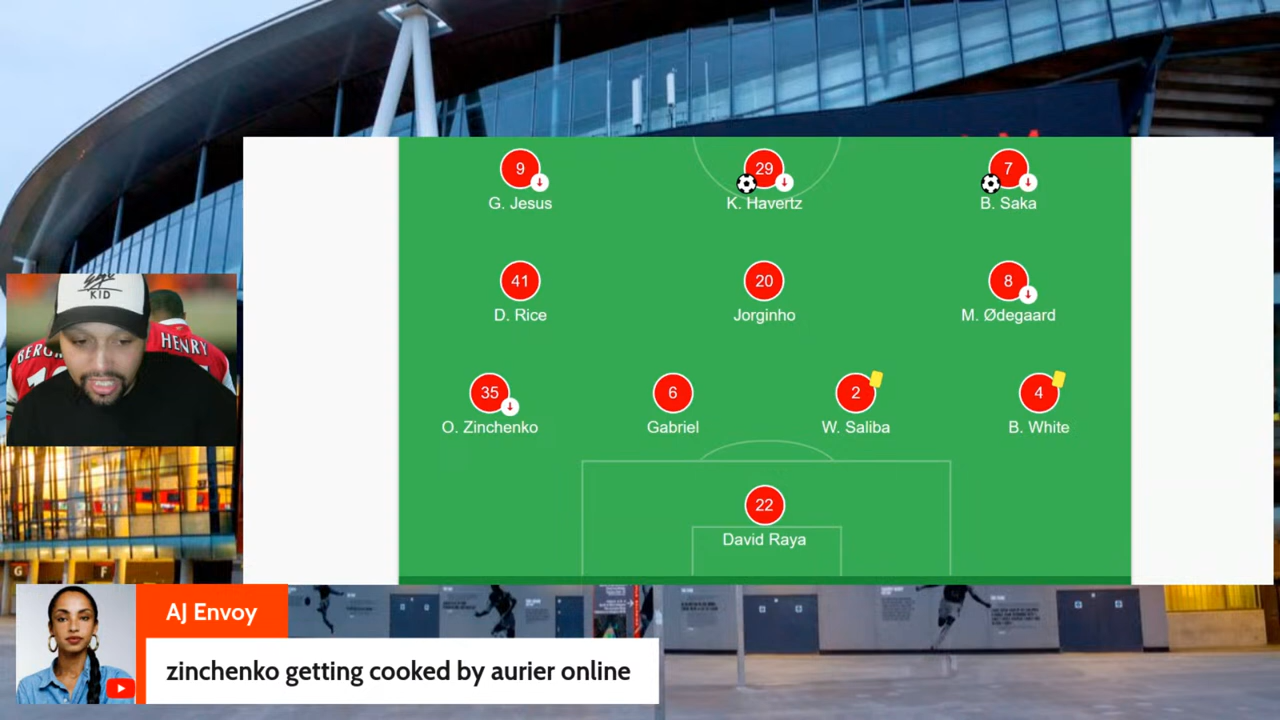 9
29
7
G. Jesus
K. Havertz
B. Saka
41
20
8
D. Rice
Jorginho
M. Ødegaard
35
6
2
4
O. Zinchenko
Gabriel
W. Saliba
B. White
22
David Raya
KID
HENRY
G
F
AJ Envoy
zinchenko getting cooked by aurier online